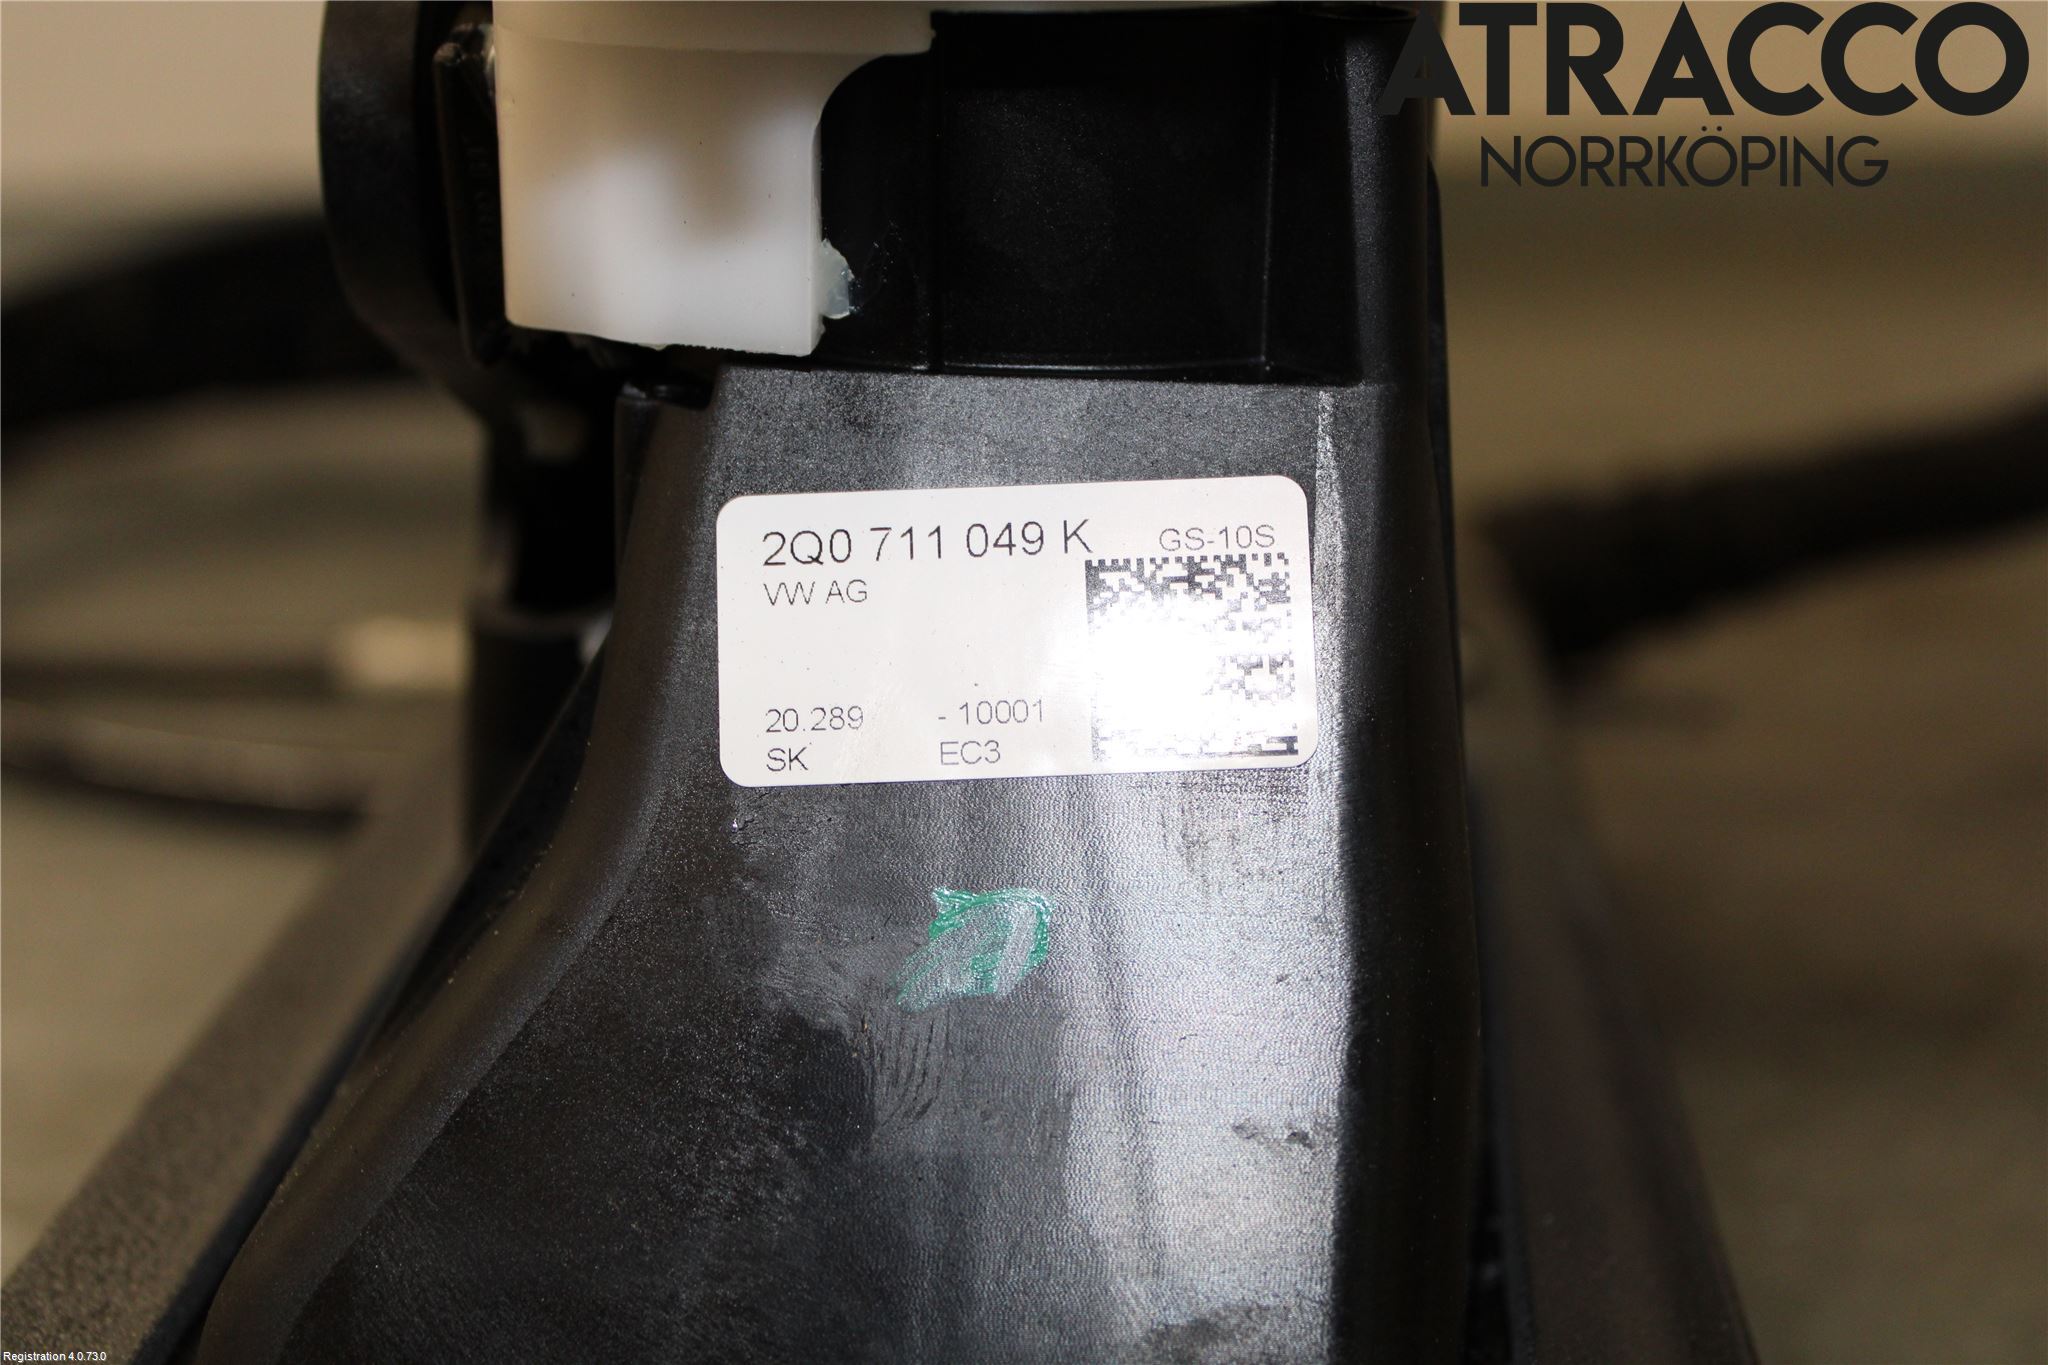 ATRACCO
NORRKÖPING
2Q0 711 049 K
GS-10S
VW AG
20.289 - 10001
SK EC3
Registration 4.0.73.0